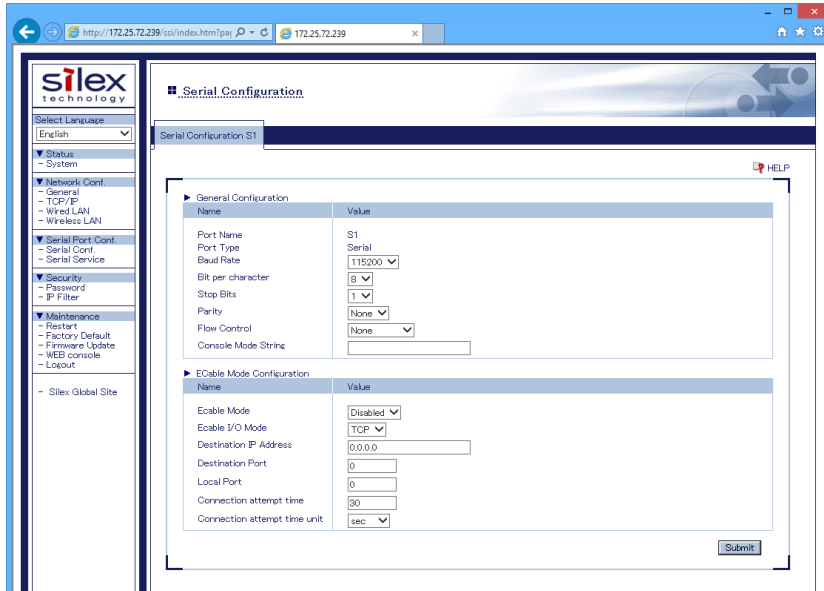 http://172.25.72.239/ssi/index.htm?pag
172.25.72.239
silex
technology
Select Language
English
▼ Status
- System
▼ Network Conf.
- General
- TCP/IP
- Wired LAN
- Wireless LAN
▼ Serial Port Conf.
- Serial Conf.
- Serial Service
▼ Security
- Password
- IP Filter
▼ Maintenance
- Restart
- Factory Default
- Firmware Update
- WEB console
- Logout
- Silex Global Site
Serial Configuration
Serial Configuration S1
HELP
▶ General Configuration
Name Value
Port Name S1
Port Type Serial
Baud Rate 115200
Bit per character 8
Stop Bits 1
Parity None
Flow Control None
Console Mode String
▶ ECable Mode Configuration
Name Value
Ecable Mode Disabled
Ecable I/O Mode TCP
Destination IP Address 0.0.0.0
Destination Port 0
Local Port 0
Connection attempt time 30
Connection attempt time unit sec
Submit